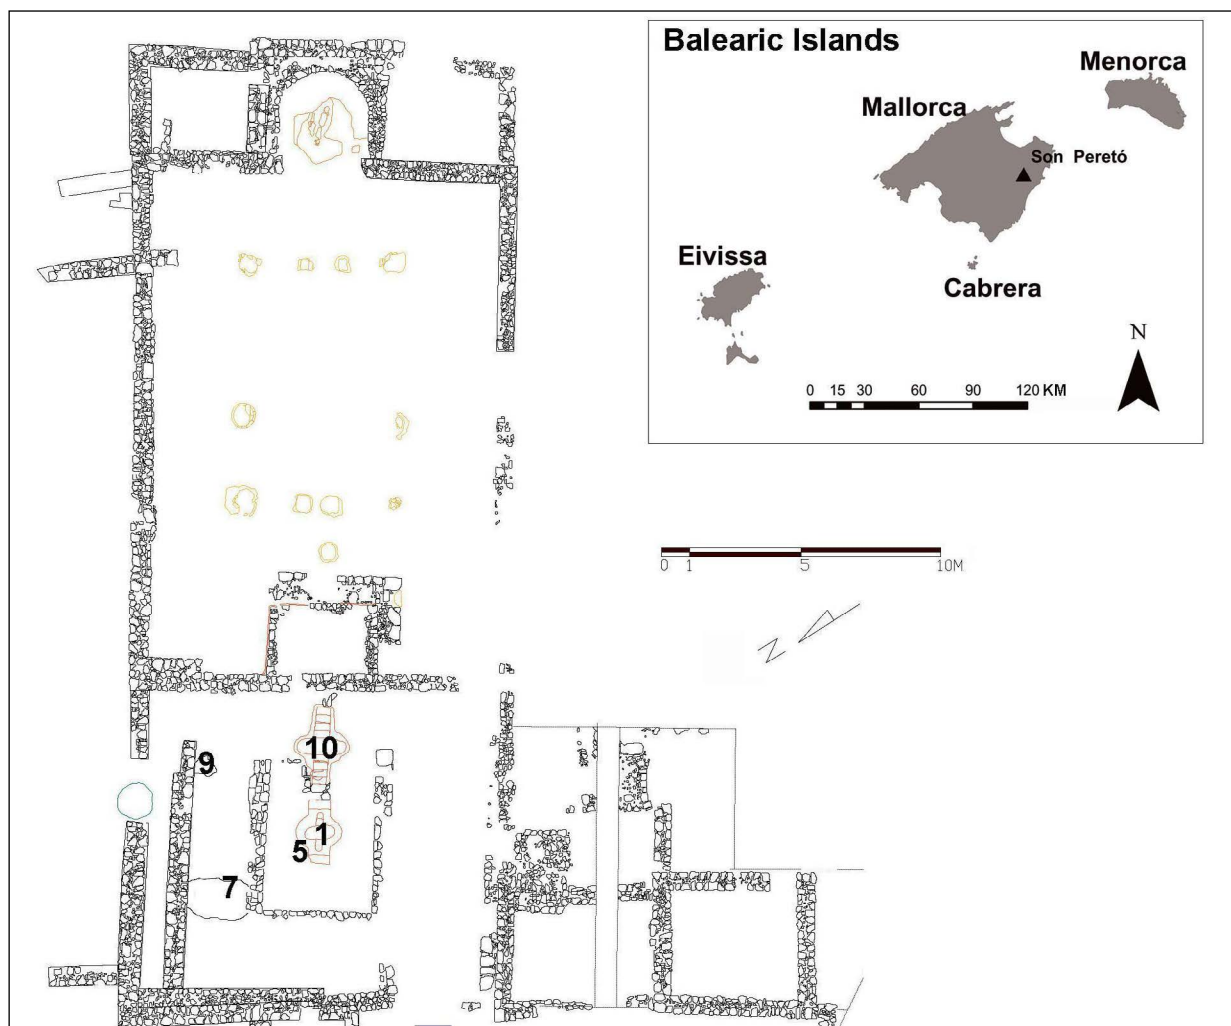 Balearic Islands
Menorca
Mallorca
Son Peretó
Eivissa
Cabrera
N
0 15 30 60 90 120 KM
0 1 5 10M
N
10
9
1
5
7